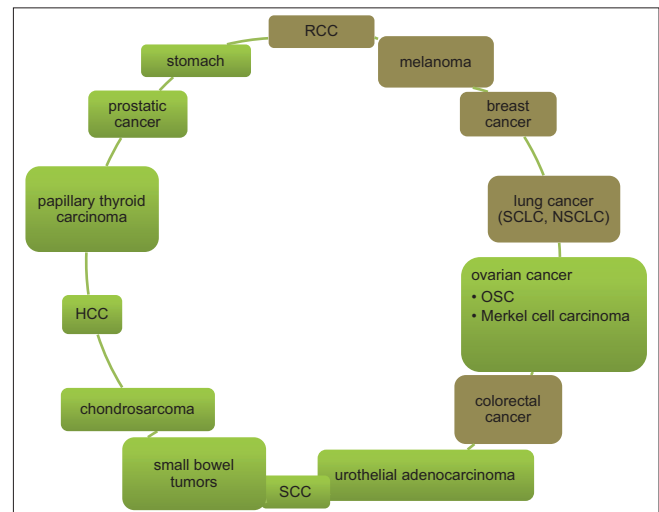 RCC
melanoma
breast
cancer
lung cancer
(SCLC, NSCLC)
ovarian cancer
• OSC
• Merkel cell carcinoma
colorectal
cancer
urothelial adenocarcinoma
SCC
small bowel
tumors
chondrosarcoma
HCC
papillary thyroid
carcinoma
prostatic
cancer
stomach